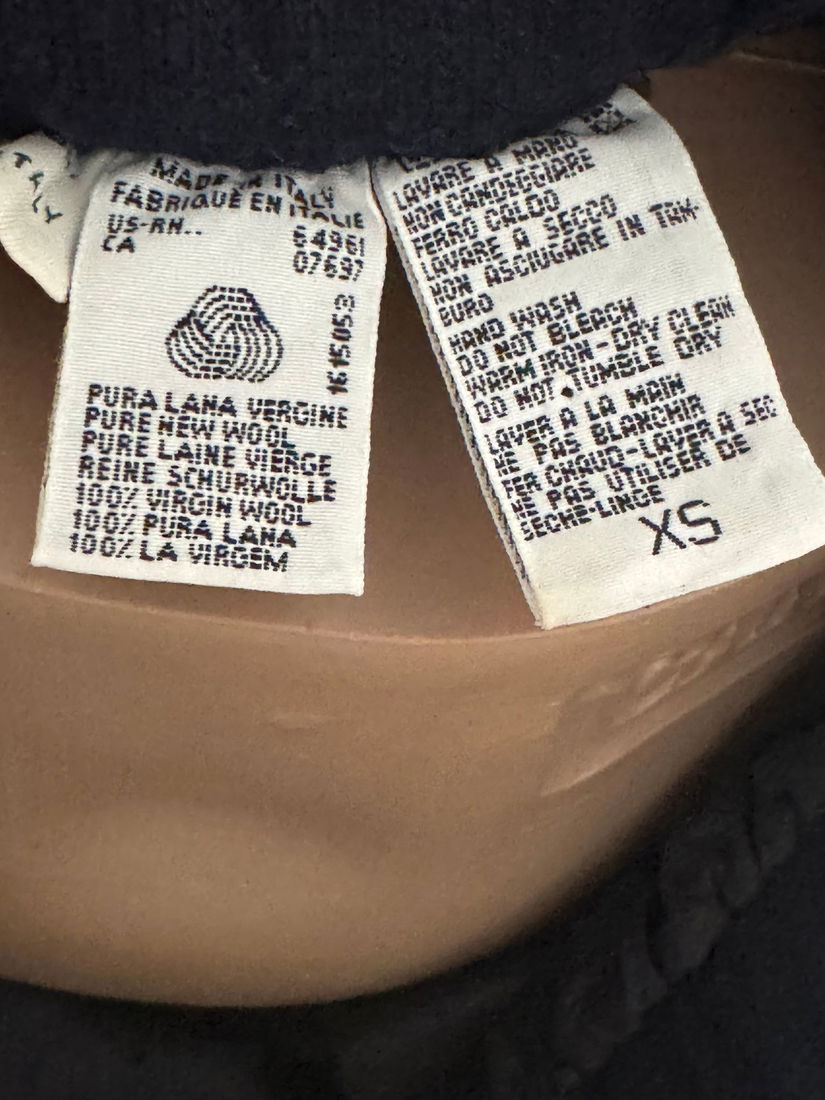 ITALY
MADE IN ITALY
FABRIQUE EN ITALIE
US-RN.. 64961
CA 07637
1615053
PURA LANA VERGINE
PURE NEW WOOL
PURE LAINE VIERGE
REINE SCHURWOLLE
100% VIRGIN WOOL
100% PURA LANA
100% LA VIRGEM
LAVARE A MANO
NON CANDEGGIARE
FERRO CALDO
LAVARE A SECCO
NON ASCIUGARE IN TAM-
BURO
HAND WASH
DO NOT BLEACH
WARM IRON-DRY CLEAN
DO NOT TUMBLE DRY
LAVER A LA MAIN
NE PAS BLANCHIR
FER CHAUD-LAVER A SEC
NE PAS UTILISER DE
SECHE-LINGE
XS